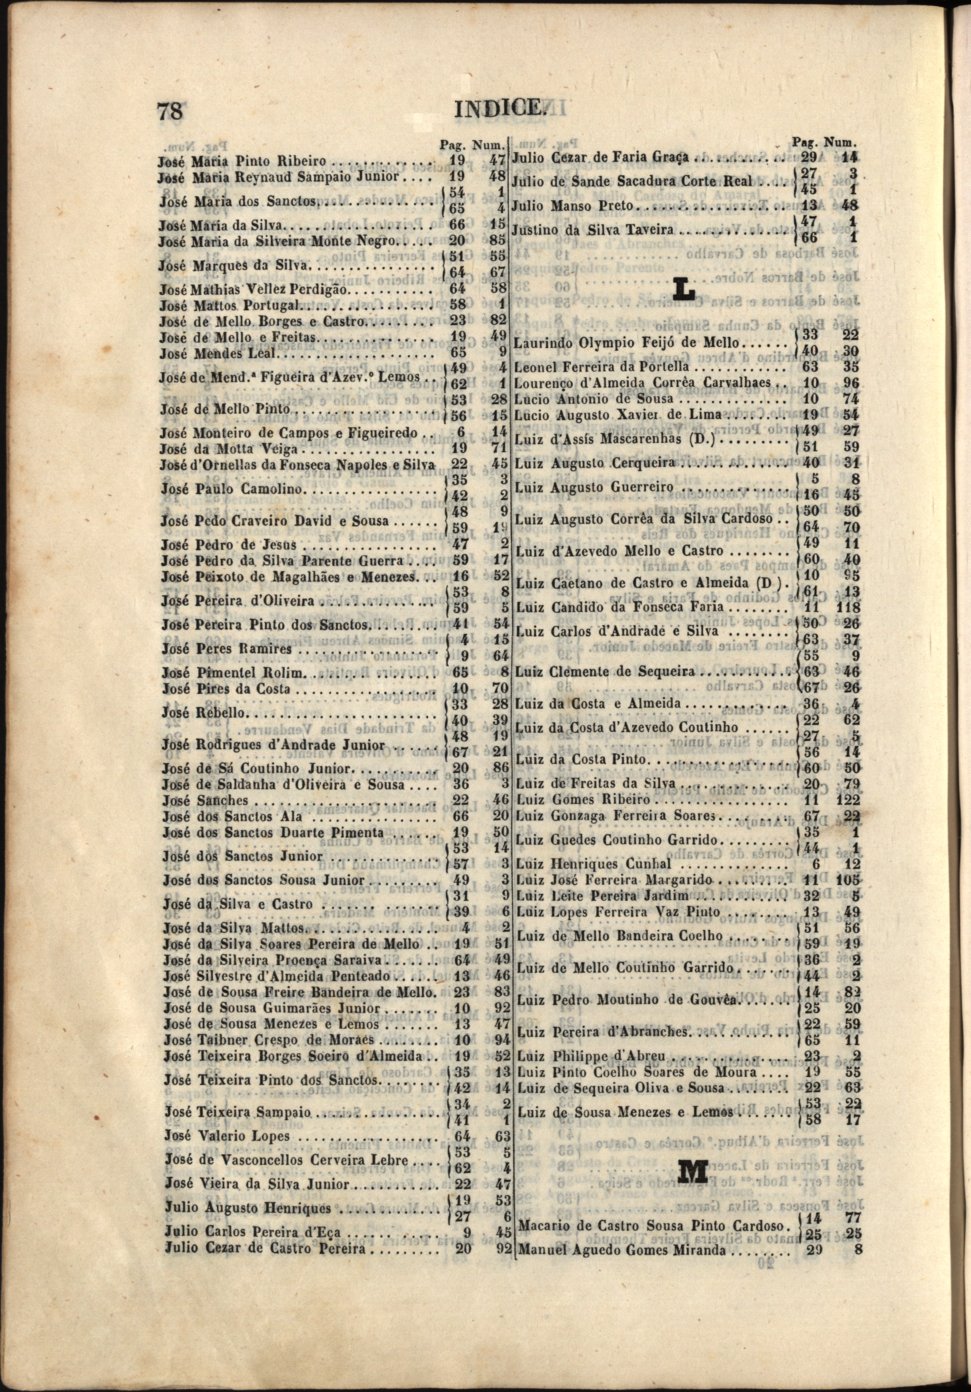 78
INDICE.
Pag. Num.
José Maria Pinto Ribeiro ............. 19 47
José Maria Reynaud Sampaio Junior.... 19 48
José Maria dos Sanctos............... {54 1
{65 4
José Maria da Silva................... 66 15
José Maria da Silveira Monte Negro..... 20 85
José Marques da Silva................ {51 55
{64 67
José Mathias Vellez Perdigão........... 64 58
José Mattos Portugal.................. 58 1
José de Mello Borges e Castro......... 23 82
José de Mello e Freitas............... 19 49
José Mendes Leal.................... 65 9
José de Mend.ª Figueira d'Azev.º Lemos .. {49 4
{62 1
José de Mello Pinto.................. {53 28
{56 15
José Monteiro de Campos e Figueiredo .. 6 14
José da Motta Veiga................. 19 71
José d'Ornellas da Fonseca Napoles e Silva 22 45
José Paulo Camolino................. {35 3
{42 2
José Pedo Craveiro David e Sousa ...... {48 9
{59 19
José Pedro de Jesus ................. 47 2
José Pedro da Silva Parente Guerra .... 59 17
José Peixoto de Magalhães e Menezes... 16 52
José Pereira d'Oliveira ............... {53 8
{59 5
José Pereira Pinto dos Sanctos......... 41 54
José Peres Ramires .................. { 4 15
{ 9 64
José Pimentel Rolim................. 65 8
José Pires da Costa .................. 10 70
José Rebello........................ {33 28
{40 39
José Rodrigues d'Andrade Junior ...... {48 19
{67 21
José de Sá Coutinho Junior........... 20 86
José de Saldanha d'Oliveira e Sousa .... 36 3
José Sanches ....................... 22 46
José dos Sanctos Ala ................ 66 20
José dos Sanctos Duarte Pimenta ...... 19 50
José dos Sanctos Junior .............. {53 14
{57 3
José dos Sanctos Sousa Junior......... 49 3
José da Silva e Castro ............... {31 9
{39 6
José da Silva Mattos................. 4 2
José da Silva Soares Pereira de Mello .. 19 51
José da Silveira Proença Saraiva....... 64 49
José Silvestre d'Almeida Penteado...... 13 46
José de Sousa Freire Bandeira de Mello. 23 83
José de Sousa Guimarães Junior....... 10 92
José de Sousa Menezes e Lemos ....... 13 47
José Taibner Crespo de Moraes ........ 10 94
José Teixeira Borges Soeiro d'Almeida.. 19 52
José Teixeira Pinto dos Sanctos........ {35 13
{42 14
José Teixeira Sampaio ................ {34 2
{41 1
José Valerio Lopes .................. 64 63
José de Vasconcellos Cerveira Lebre .... {53 5
{62 4
José Vieira da Silva Junior........... 22 47
Julio Augusto Henriques ............. {19 53
{27 6
Julio Carlos Pereira d'Eça ............ 9 45
Julio Cezar de Castro Pereira ......... 20 92
Pag. Num.
Julio Cezar de Faria Graça ............ 29 14
Julio de Sande Sacadura Corte Real .... {27 3
{45 1
Julio Manso Preto................... 13 48
Justino da Silva Taveira .............. {47 1
{66 1
L
Laurindo Olympio Feijó de Mello...... {33 22
{40 30
Leonel Ferreira da Portella ............ 63 35
Lourenço d'Almeida Corrêa Carvalhaes .. 10 96
Lucio Antonio de Sousa .............. 10 74
Lucio Augusto Xavier de Lima........ 19 54
Luiz d'Assís Mascarenhas (D.)......... {49 27
{51 59
Luiz Augusto Cerqueira .............. 40 31
Luiz Augusto Guerreiro .............. { 5 8
{16 45
Luiz Augusto Corrêa da Silva Cardoso .. {50 50
{64 70
Luiz d'Azevedo Mello e Castro ........ {49 11
{60 40
Luiz Caetano de Castro e Almeida (D ). {10 95
{61 13
Luiz Candido da Fonseca Faria ........ 11 118
Luiz Carlos d'Andrade e Silva ........ {50 26
{63 37
Luiz Clemente de Sequeira ............ {55 9
{63 46
{67 26
Luiz da Costa e Almeida .............. 36 4
Luiz da Costa d'Azevedo Coutinho ...... {22 62
{27 5
Luiz da Costa Pinto.................. {56 14
{60 50
Luiz de Freitas da Silva .............. 20 79
Luiz Gomes Ribeiro ................. 11 122
Luiz Gonzaga Ferreira Soares......... 67 22
Luiz Guedes Coutinho Garrido......... {35 1
{44 1
Luiz Henriques Cunhal .............. 6 12
Luiz José Ferreira Margarido ......... 11 105
Luiz Leite Pereira Jardim ............ 32 5
Luiz Lopes Ferreira Vaz Pinto ........ 13 49
Luiz de Mello Bandeira Coelho ........ {51 56
{59 19
Luiz de Mello Coutinho Garrido....... {36 2
{44 2
Luiz Pedro Moutinho de Gouvêa....... {14 82
{25 20
Luiz Pereira d'Abranches............. {22 59
{65 11
Luiz Philippe d'Abreu ............... 23 2
Luiz Pinto Coelho Soares de Moura .... 19 55
Luiz de Sequeira Oliva e Sousa ........ 22 63
Luiz de Sousa Menezes e Lemos ....... {53 22
{58 17
M
Macario de Castro Sousa Pinto Cardoso. {14 77
{25 25
Manuel Aguedo Gomes Miranda ........ 29 8